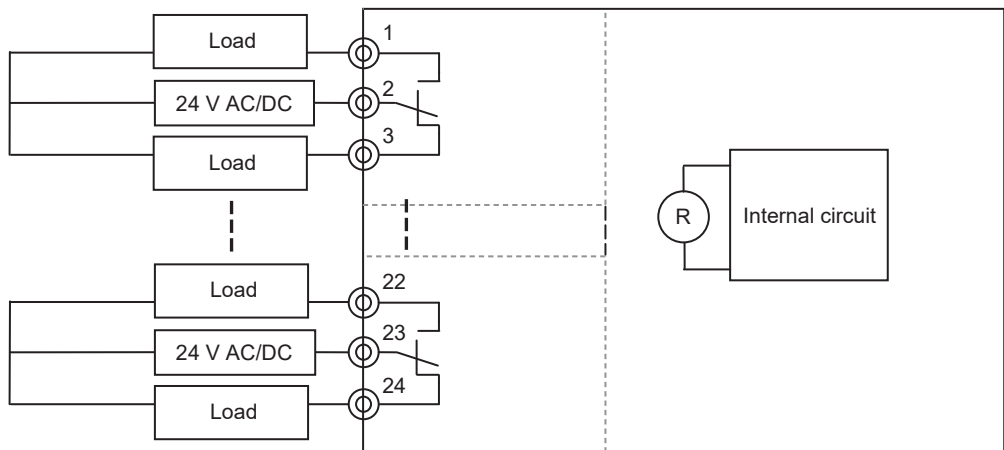 Load
1
24 V AC/DC
2
Load
3
R
Internal circuit
Load
22
24 V AC/DC
23
Load
24